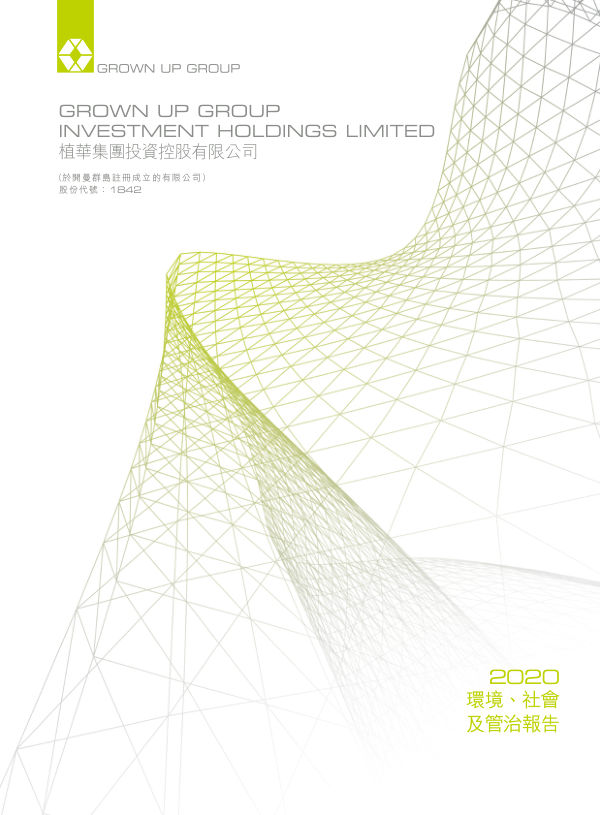 GROWN UP GROUP
GROWN UP GROUP
INVESTMENT HOLDINGS LIMITED
植華集團投資控股有限公司
(於開曼群島註冊成立的有限公司)
股份代號：1842
2020
環境、社會
及管治報告